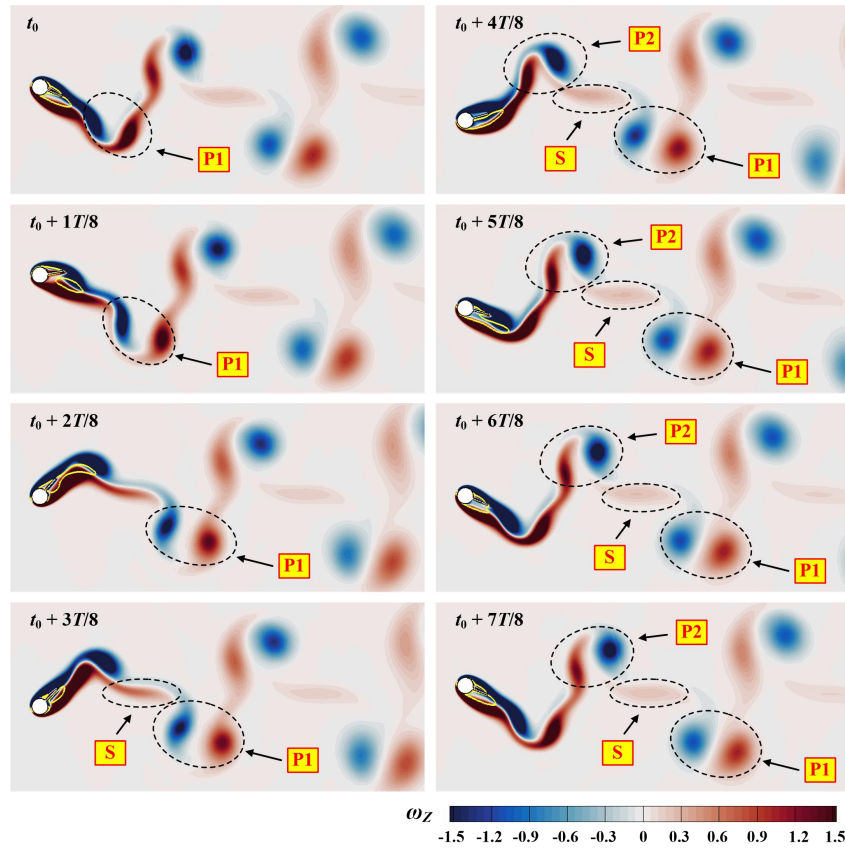 t₀
P1
t₀ + 1T/8
P1
t₀ + 2T/8
P1
t₀ + 3T/8
S
P1
t₀ + 4T/8
P2
S
P1
t₀ + 5T/8
P2
S
P1
t₀ + 6T/8
P2
S
P1
t₀ + 7T/8
P2
S
P1
ω_Z
-1.5 -1.2 -0.9 -0.6 -0.3 0 0.3 0.6 0.9 1.2 1.5